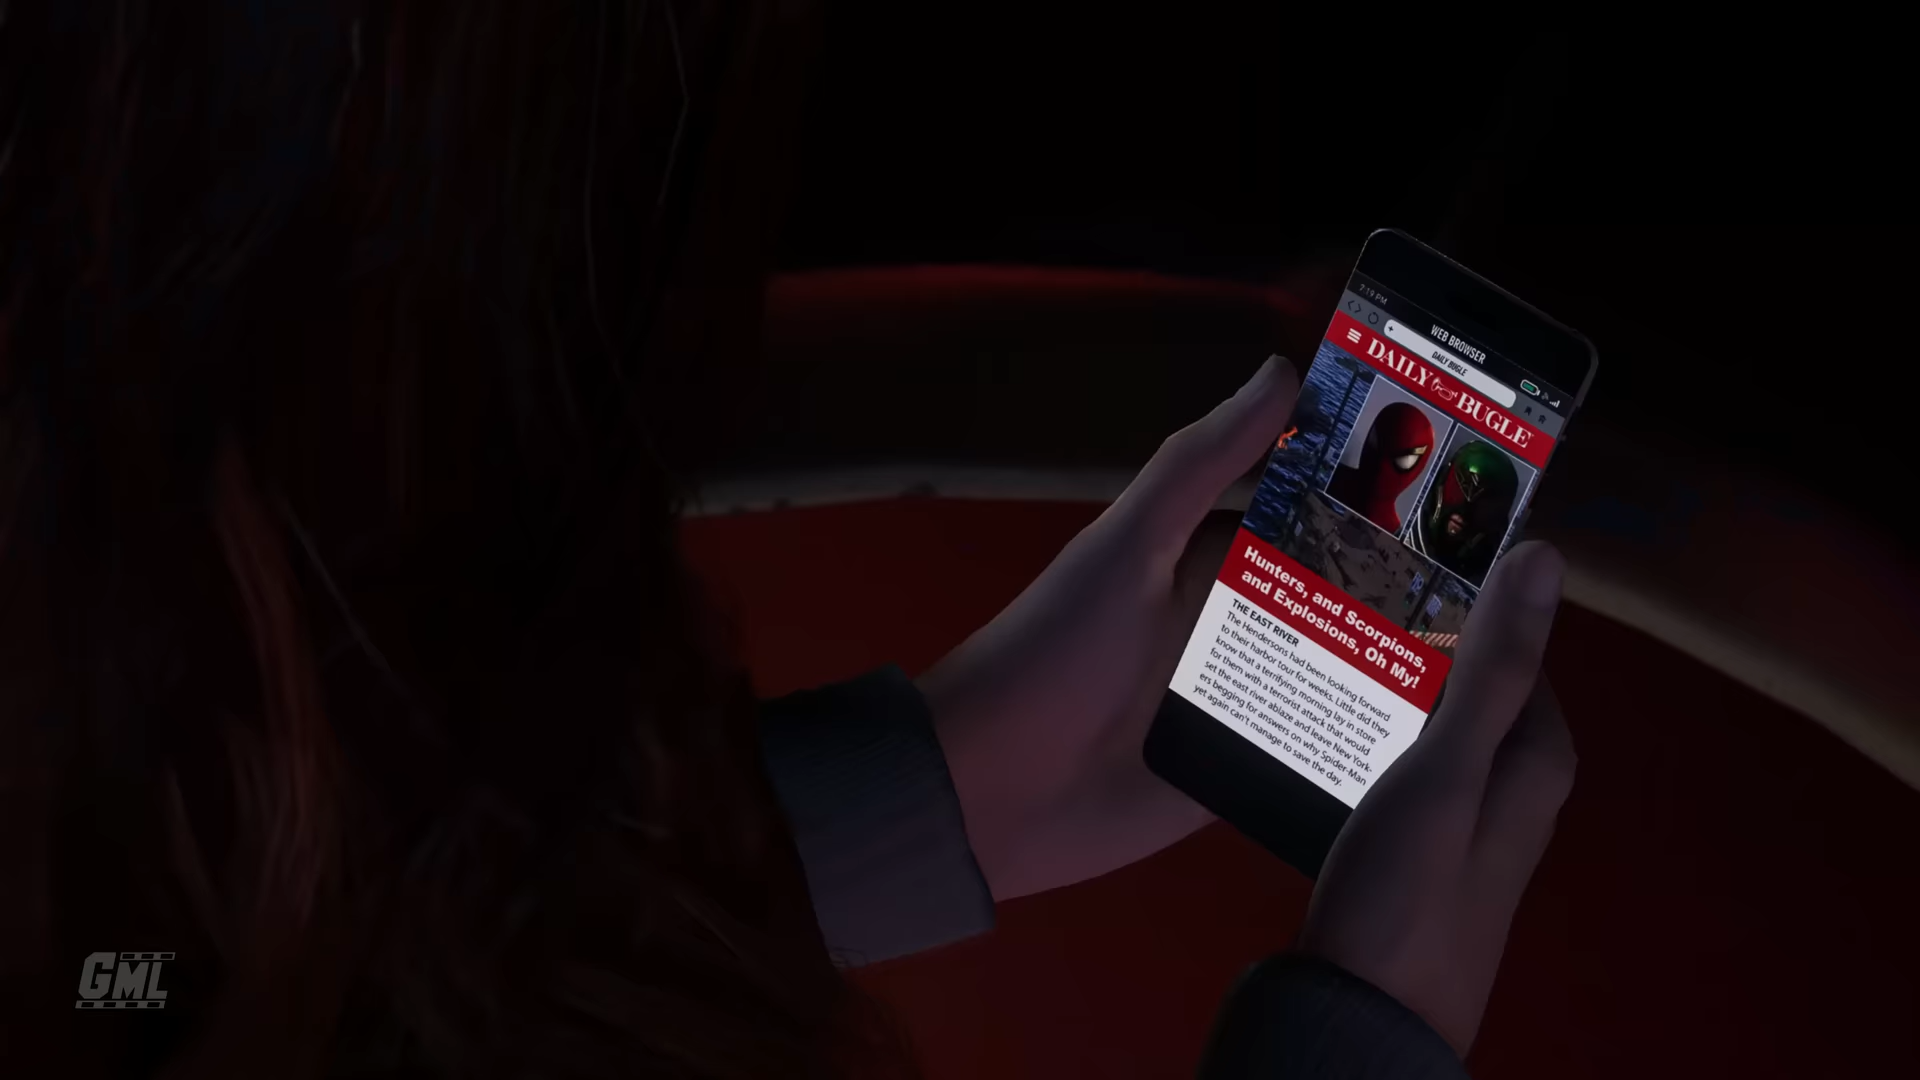 7:19 PM
WEB BROWSER
DAILY BUGLE
DAILY BUGLE
Hunters, and Scorpions,
and Explosions, Oh My!
THE EAST RIVER
The Hendersons had been looking forward
to their harbor tour for weeks. Little did they
know that a terrifying morning lay in store
for them with a terrorist attack that would
set the east river ablaze and leave New York-
ers begging for answers on why Spider-Man
yet again can't manage to save the day.
GML